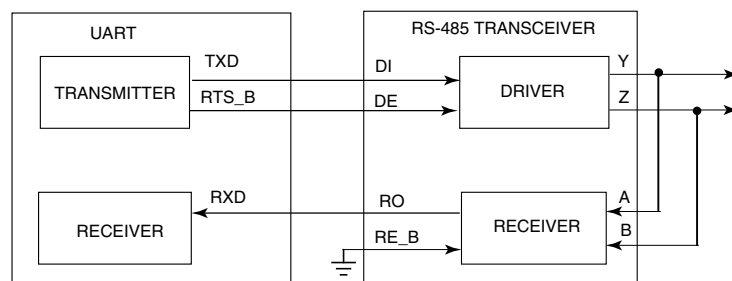 UART
RS-485 TRANSCEIVER
TXD
DI
Y
TRANSMITTER
DRIVER
RTS_B
DE
Z
RXD
RO
A
RECEIVER
RECEIVER
RE_B
B